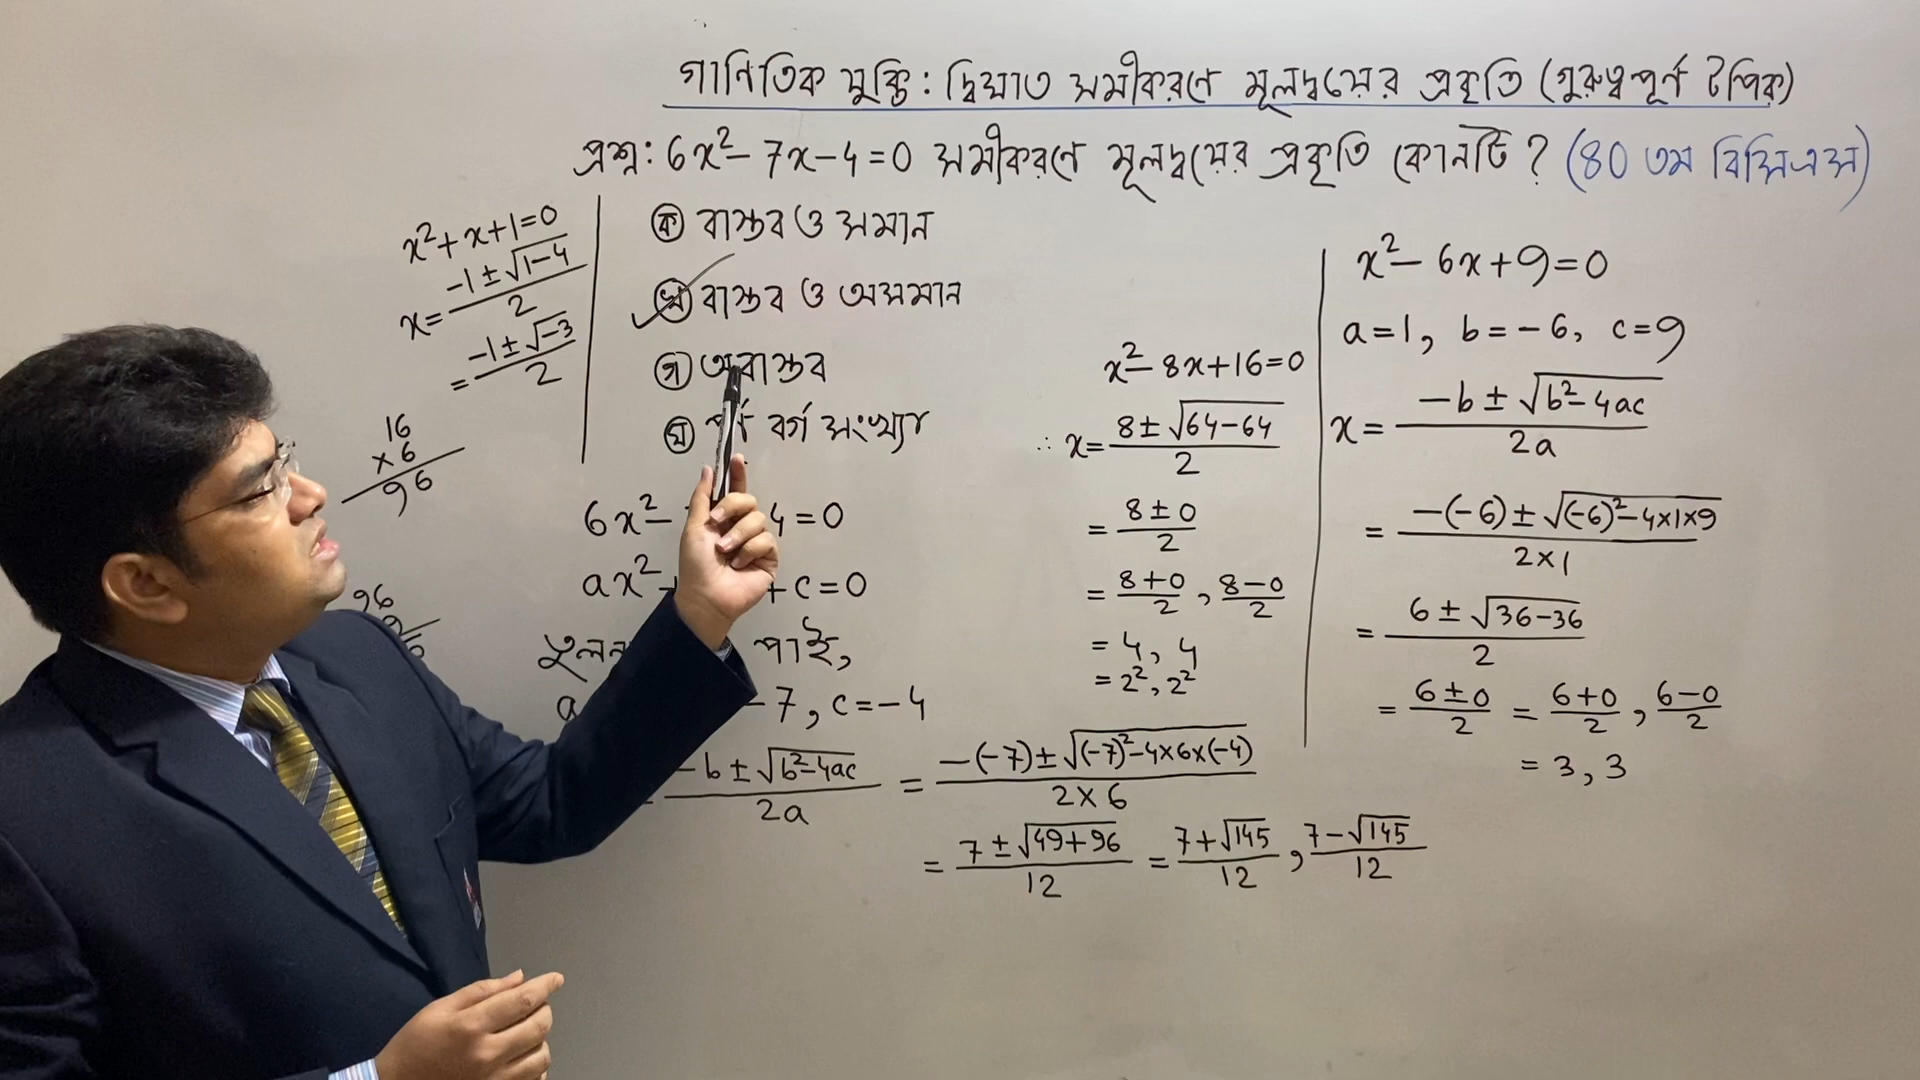 গাণিতিক যুক্তি : দ্বিঘাত সমীকরণে মূলদ্বয়ের প্রকৃতি (গুরুত্বপূর্ণ টপিক)
প্রশ্ন: 6x²-7x-4=0 সমীকরণে মূলদ্বয়ের প্রকৃতি কোনটি ? (80 তম বিসিএস)
ক বাস্তব ও সমান
খ বাস্তব ও অসমান
গ অবাস্তব
ঘ বর্গ সংখ্যা
x²+x+1=0
x= (-1±√(1-4))/2
= (-1±√-3)/2
16
×6
96
96
6x²- 4=0
ax²+ +c=0
পাই,
a -7, c=-4
(-b±√(b²-4ac))/2a = (-(-7)±√((-7)²-4×6×(-4)))/(2×6)
= (7±√(49+96))/12 = (7+√145)/12 , (7-√145)/12
x²-8x+16=0
∴ x= (8±√(64-64))/2
= (8±0)/2
= (8+0)/2 , (8-0)/2
= 4, 4
= 2², 2²
x²-6x+9=0
a=1, b=-6, c=9
x= (-b±√(b²-4ac))/2a
= (-(-6)±√((-6)²-4×1×9))/(2×1)
= (6±√(36-36))/2
= (6±0)/2 = (6+0)/2 , (6-0)/2
= 3, 3